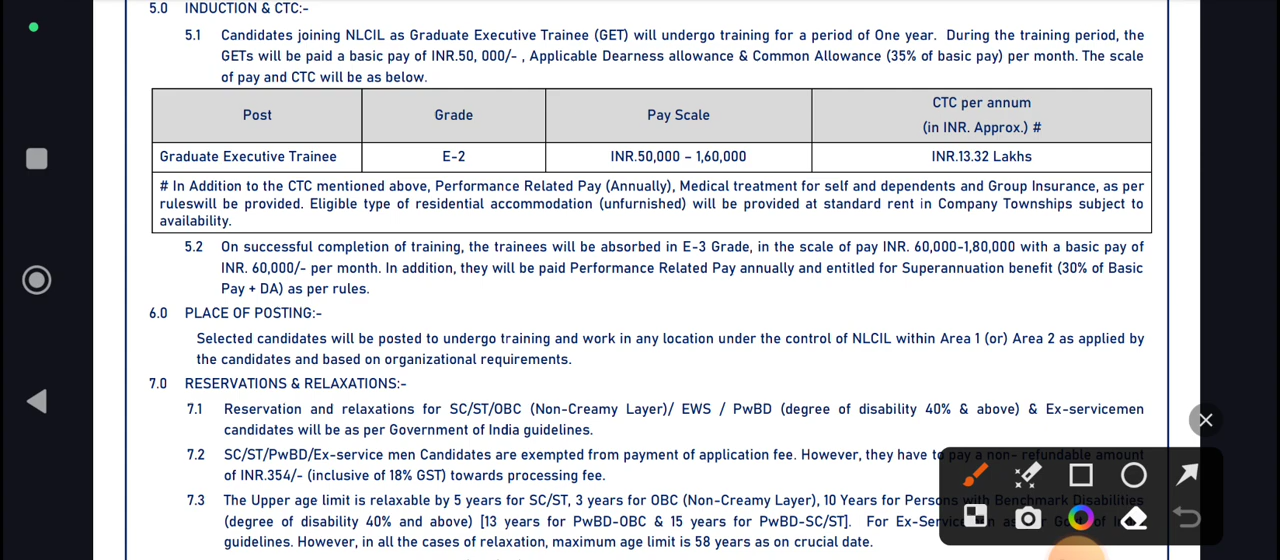 5.0 INDUCTION & CTC:-
5.1 Candidates joining NLCIL as Graduate Executive Trainee (GET) will undergo training for a period of One year. During the training period, the
GETs will be paid a basic pay of INR.50, 000/- , Applicable Dearness allowance & Common Allowance (35% of basic pay) per month. The scale
of pay and CTC will be as below.
Post Grade Pay Scale CTC per annum
(in INR. Approx.) #
Graduate Executive Trainee E-2 INR.50,000 – 1,60,000 INR.13.32 Lakhs
# In Addition to the CTC mentioned above, Performance Related Pay (Annually), Medical treatment for self and dependents and Group Insurance, as per
ruleswill be provided. Eligible type of residential accommodation (unfurnished) will be provided at standard rent in Company Townships subject to
availability.
5.2 On successful completion of training, the trainees will be absorbed in E-3 Grade, in the scale of pay INR. 60,000-1,80,000 with a basic pay of
INR. 60,000/- per month. In addition, they will be paid Performance Related Pay annually and entitled for Superannuation benefit (30% of Basic
Pay + DA) as per rules.
6.0 PLACE OF POSTING:-
Selected candidates will be posted to undergo training and work in any location under the control of NLCIL within Area 1 (or) Area 2 as applied by
the candidates and based on organizational requirements.
7.0 RESERVATIONS & RELAXATIONS:-
7.1 Reservation and relaxations for SC/ST/OBC (Non-Creamy Layer)/ EWS / PwBD (degree of disability 40% & above) & Ex-servicemen
candidates will be as per Government of India guidelines.
7.2 SC/ST/PwBD/Ex-service men Candidates are exempted from payment of application fee. However, they have to pay a non- refundable amount
of INR.354/- (inclusive of 18% GST) towards processing fee.
7.3 The Upper age limit is relaxable by 5 years for SC/ST, 3 years for OBC (Non-Creamy Layer), 10 Years for Persons with Benchmark Disabilities
(degree of disability 40% and above) [13 years for PwBD-OBC & 15 years for PwBD-SC/ST]. For
guidelines. However, in all the cases of relaxation, maximum age limit is 58 years as on crucial date.